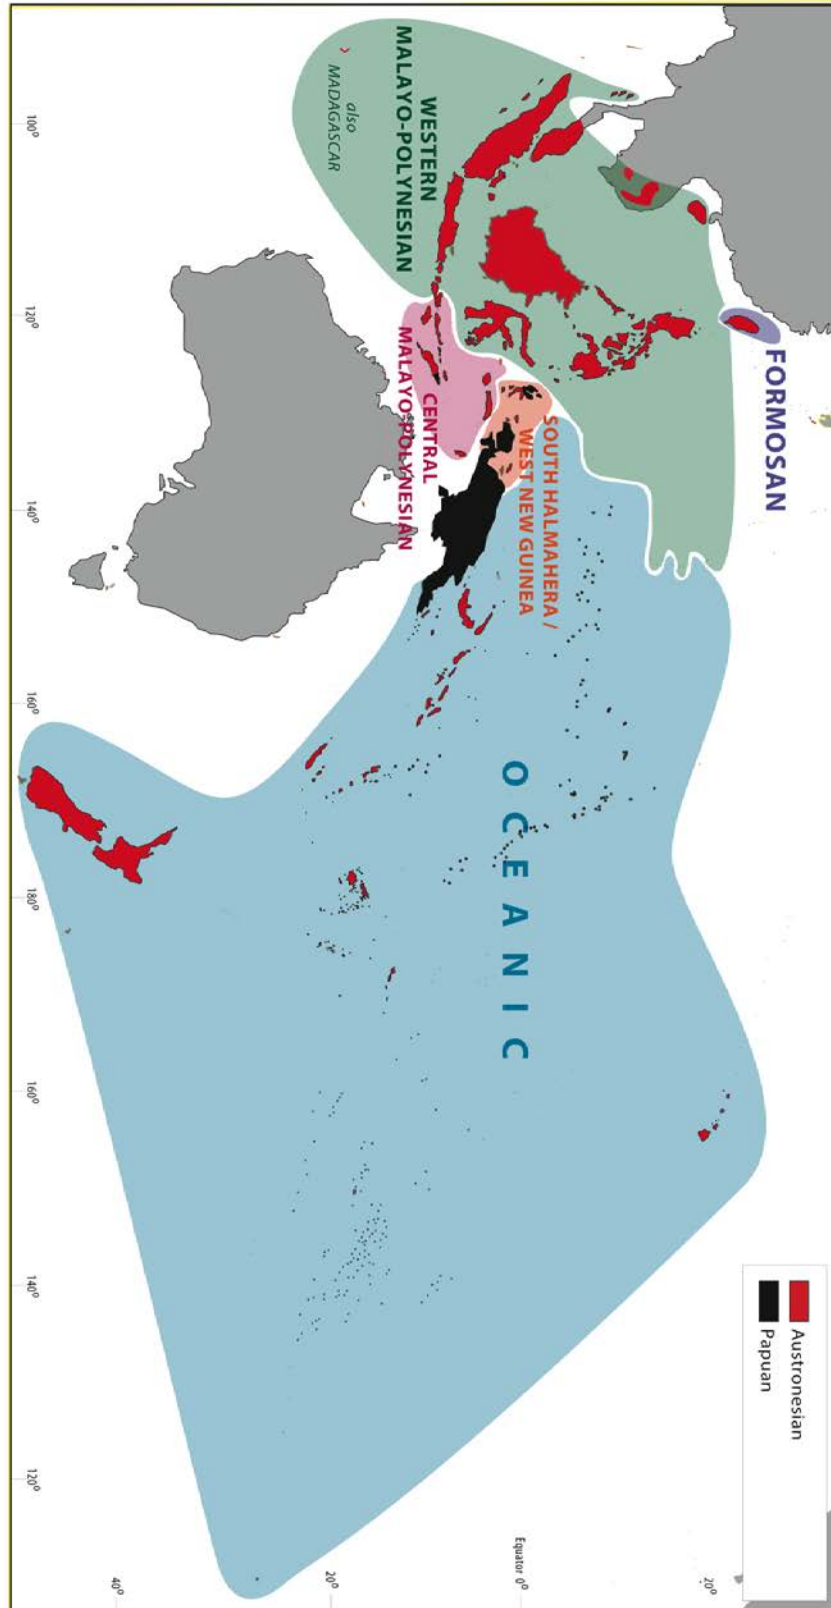 FORMOSAN
WESTERN
MALAYO-POLYNESIAN
also
MADAGASCAR
CENTRAL
MALAYO-POLYNESIAN
SOUTH HALMAHERA /
WEST NEW GUINEA
OCEANIC
Austronesian
Papuan
20°
Equator 0°
20°
40°
100°
120°
140°
160°
180°
160°
140°
120°